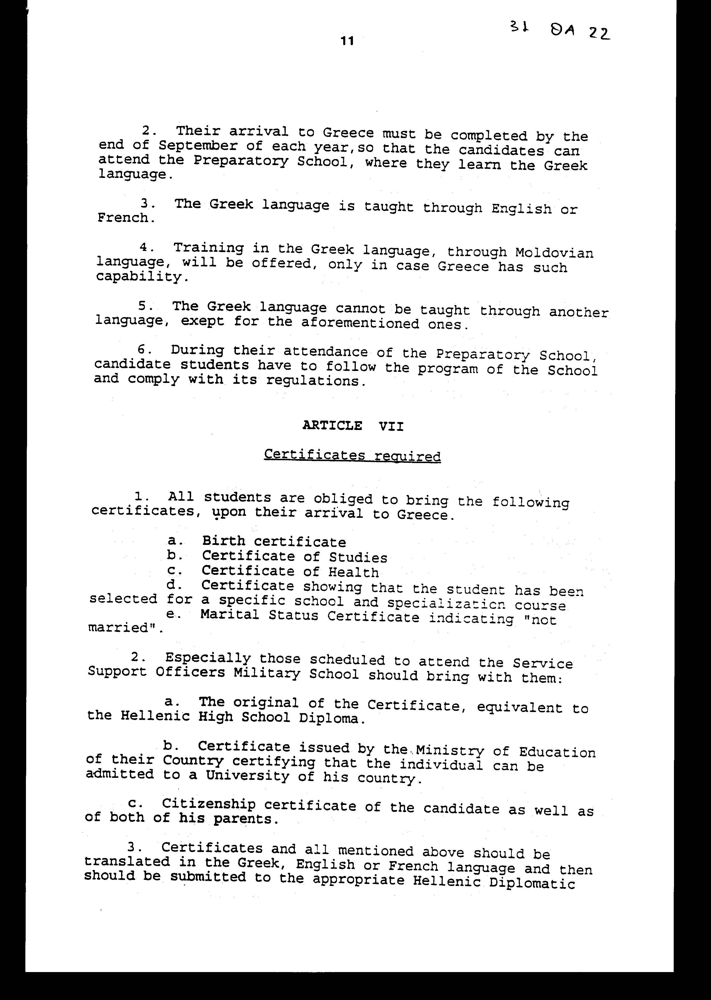 31 ΘΑ 22
11
2. Their arrival to Greece must be completed by the
end of September of each year,so that the candidates can
attend the Preparatory School, where they learn the Greek
language.
3. The Greek language is taught through English or
French.
4. Training in the Greek language, through Moldovian
language, will be offered, only in case Greece has such
capability.
5. The Greek language cannot be taught through another
language, exept for the aforementioned ones.
6. During their attendance of the Preparatory School,
candidate students have to follow the program of the School
and comply with its regulations.
ARTICLE VII
Certificates required
1. All students are obliged to bring the following
certificates, upon their arrival to Greece.
a. Birth certificate
b. Certificate of Studies
c. Certificate of Health
d. Certificate showing that the student has been
selected for a specific school and specialization course
e. Marital Status Certificate indicating "not
married".
2. Especially those scheduled to attend the Service
Support Officers Military School should bring with them:
a. The original of the Certificate, equivalent to
the Hellenic High School Diploma.
b. Certificate issued by the Ministry of Education
of their Country certifying that the individual can be
admitted to a University of his country.
c. Citizenship certificate of the candidate as well as
of both of his parents.
3. Certificates and all mentioned above should be
translated in the Greek, English or French language and then
should be submitted to the appropriate Hellenic Diplomatic